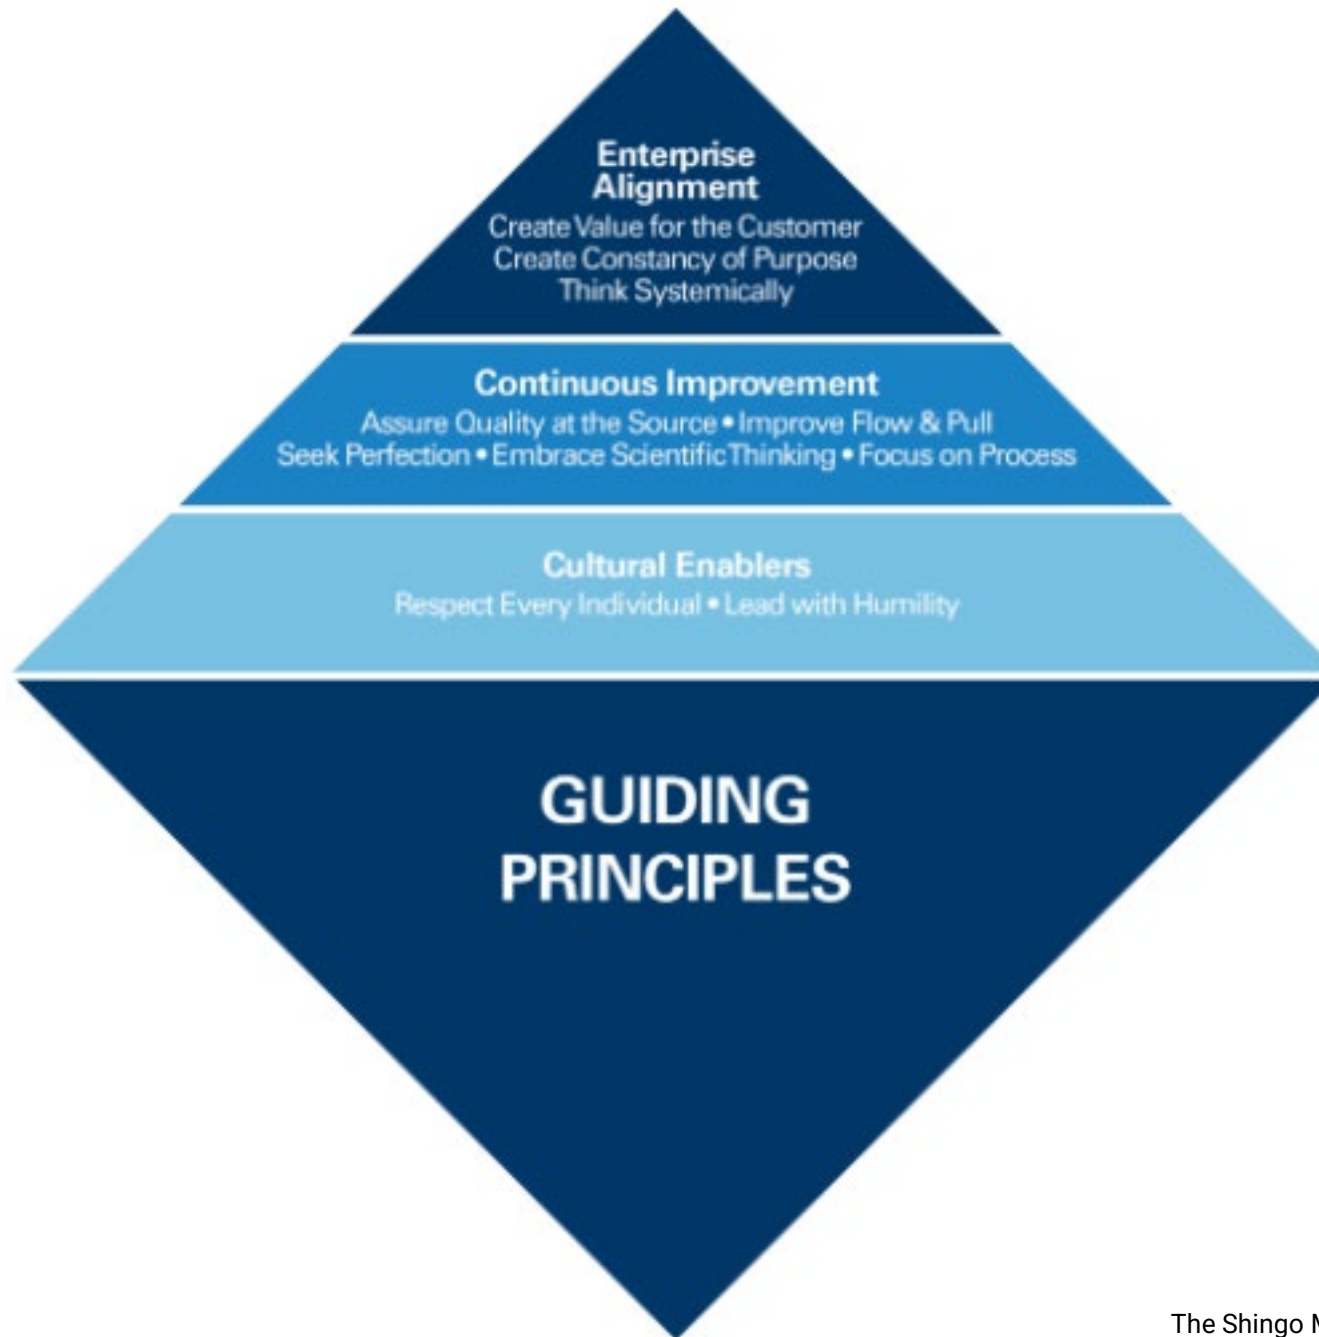 Enterprise
Alignment
Create Value for the Customer
Create Constancy of Purpose
Think Systemically
Continuous Improvement
Assure Quality at the Source • Improve Flow & Pull
Seek Perfection • Embrace Scientific Thinking • Focus on Process
Cultural Enablers
Respect Every Individual • Lead with Humility
GUIDING
PRINCIPLES
The Shingo